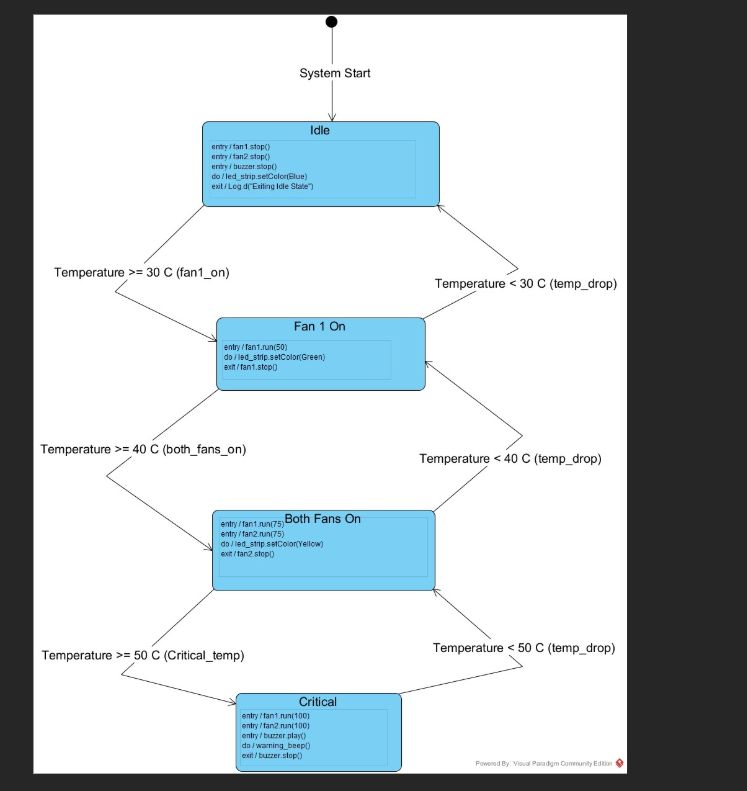 System Start
Idle
entry / fan1.stop()
entry / fan2.stop()
entry / buzzer.stop()
do / led_strip.setColor(Blue)
exit / Log.d("Exiting Idle State")
Temperature >= 30 C (fan1_on)
Temperature < 30 C (temp_drop)
Fan 1 On
entry / fan1.run(50)
do / led_strip.setColor(Green)
exit / fan1.stop()
Temperature >= 40 C (both_fans_on)
Temperature < 40 C (temp_drop)
Both Fans On
entry / fan1.run(75)
entry / fan2.run(75)
do / led_strip.setColor(Yellow)
exit / fan2.stop()
Temperature >= 50 C (Critical_temp)
Temperature < 50 C (temp_drop)
Critical
entry / fan1.run(100)
entry / fan2.run(100)
entry / buzzer.play()
do / warning_beep()
exit / buzzer.stop()
Powered By Visual Paradigm Community Edition